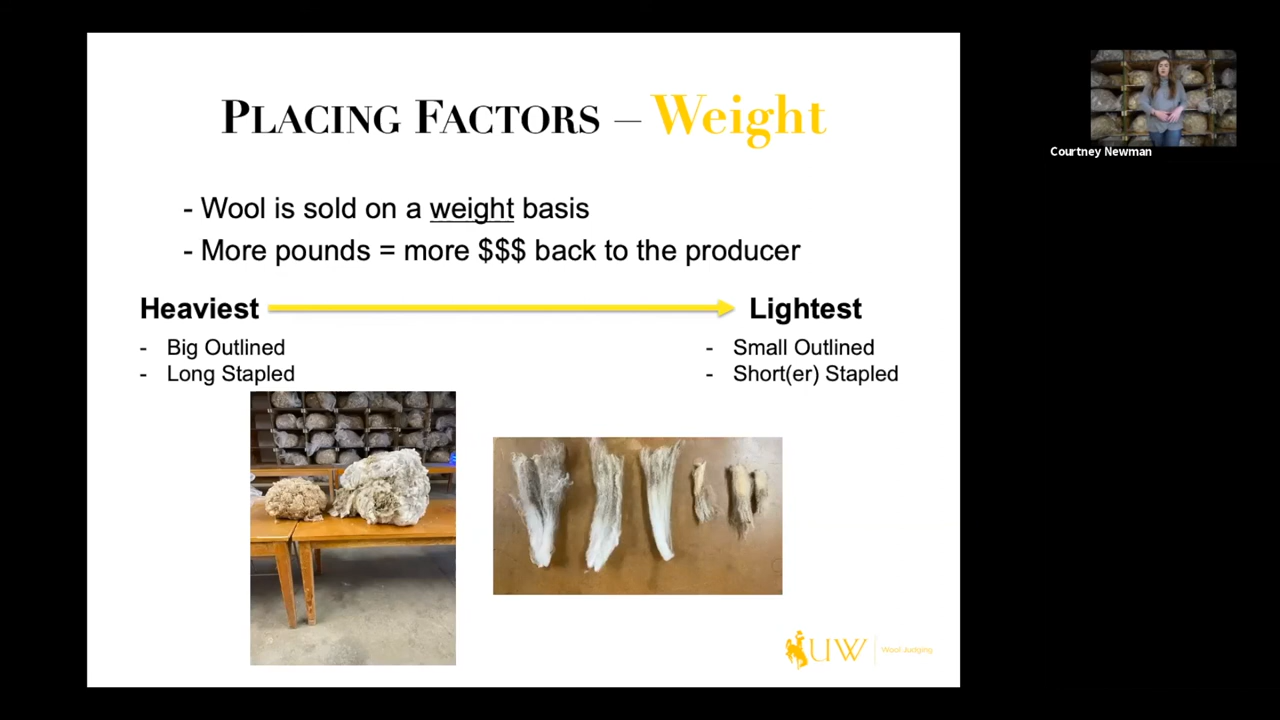 PLACING FACTORS – Weight
- Wool is sold on a weight basis
- More pounds = more $$$ back to the producer
Heaviest
- Big Outlined
- Long Stapled
Lightest
- Small Outlined
- Short(er) Stapled
UW
Wool Judging
Courtney Newman